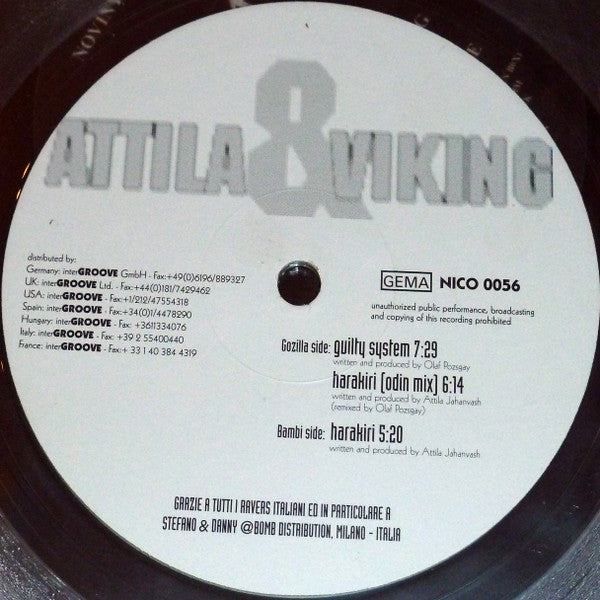 ATTILA & VIKING
distributed by:
Germany: interGROOVE GmbH - Fax:+49(0)6196/889327
UK: interGROOVE Ltd. - Fax:+44(0)181/7429462
USA: interGROOVE - Fax:+1/212/47554318
Spain: interGROOVE - Fax:+34(0)1/4478290
Hungary: interGROOVE - Fax: +3611334076
Italy: interGROOVE - Fax: +39 2 55400440
France: interGROOVE - Fax:+ 33 1 40 384 4319
GEMA NICO 0056
unauthorized public performance, broadcasting
and copying of this recording prohibited
Gozilla side: guilty system 7:29
written and produced by Olaf Pozsgay
harakiri (odin mix) 6:14
written and produced by Attila Jahanvash
(remixed by Olaf Pozsgay)
Bambi side: harakiri 5:20
written and produced by Attila Jahanvash
GRAZIE A TUTTI I RAVERS ITALIANI ED IN PARTICOLARE A
STEFANO & DANNY @BOMB DISTRIBUTION, MILANO - ITALIA